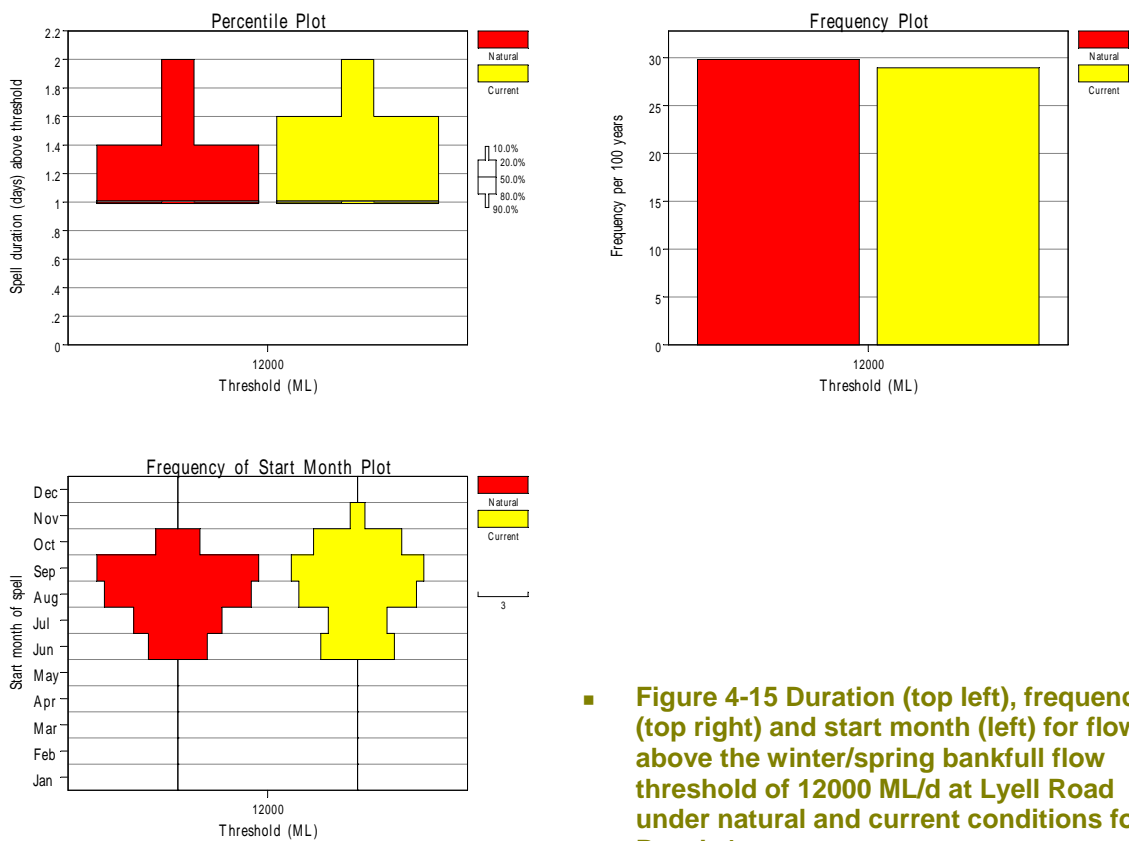 Percentile Plot
2.2
2
1.8
1.6
1.4
1.2
1
.8
.6
.4
.2
0
Spell duration (days) above threshold
12000
Threshold (ML)
Natural
Current
10.0%
20.0%
50.0%
80.0%
90.0%
Frequency Plot
30
25
20
15
10
5
0
Frequency per 100 years
12000
Threshold (ML)
Natural
Current
Frequency of Start Month Plot
Dec
Nov
Oct
Sep
Aug
Jul
Jun
May
Apr
Mar
Feb
Jan
Start month of spell
12000
Threshold (ML)
Natural
Current
3
▪ Figure 4-15 Duration (top left), frequenc
(top right) and start month (left) for flow
above the winter/spring bankfull flow
threshold of 12000 ML/d at Lyell Road
under natural and current conditions fo